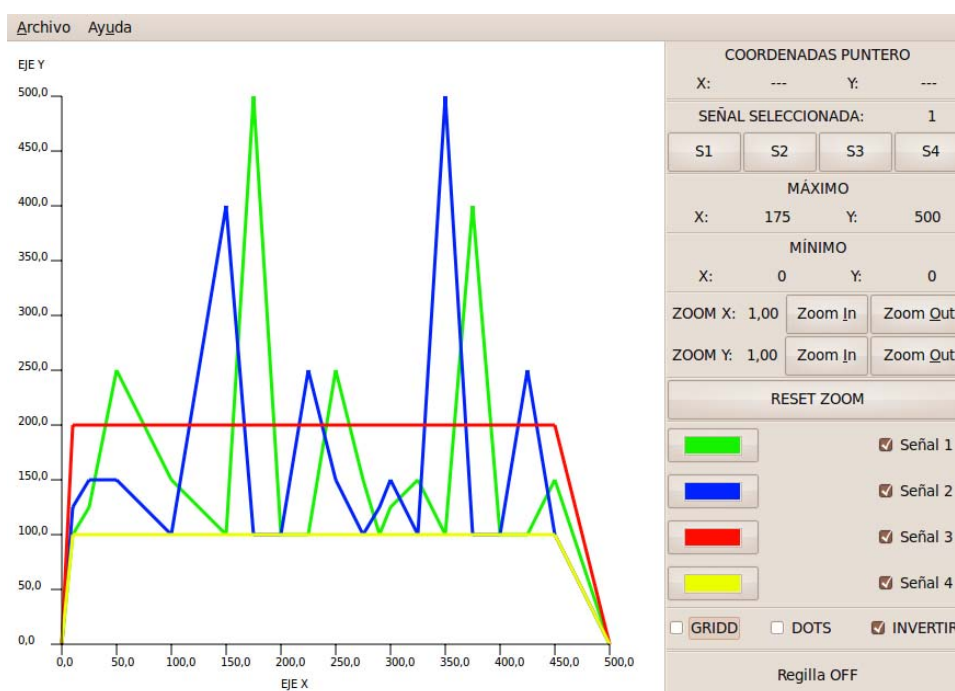 Archivo Ayuda
EJE Y
500,0
450,0
400,0
350,0
300,0
250,0
200,0
150,0
100,0
50,0
0,0
0,0 50,0 100,0 150,0 200,0 250,0 300,0 350,0 400,0 450,0 500,0
EJE X
COORDENADAS PUNTERO
X: --- Y: ---
SEÑAL SELECCIONADA: 1
S1 S2 S3 S4
MÁXIMO
X: 175 Y: 500
MÍNIMO
X: 0 Y: 0
ZOOM X: 1,00 Zoom In Zoom Out
ZOOM Y: 1,00 Zoom In Zoom Out
RESET ZOOM
Señal 1
Señal 2
Señal 3
Señal 4
GRIDD DOTS INVERTIR
Regilla OFF